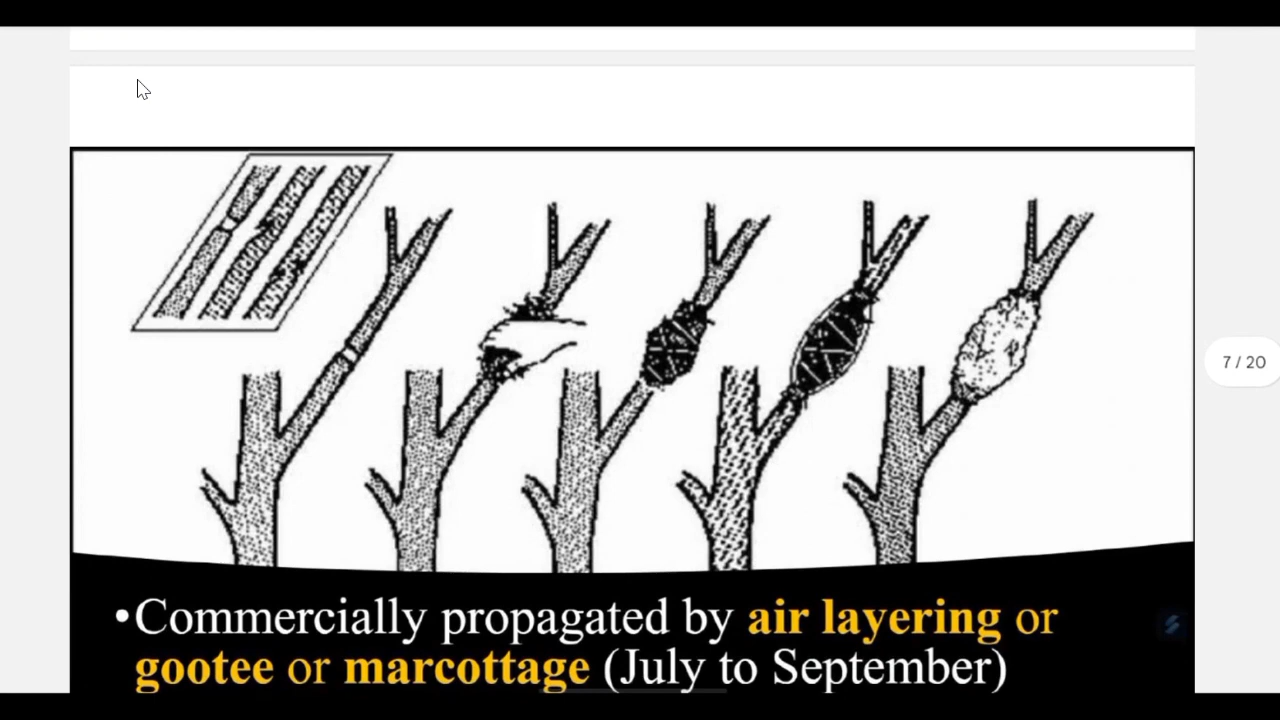 7 / 20
•Commercially propagated by air layering or
gootee or marcottage (July to September)